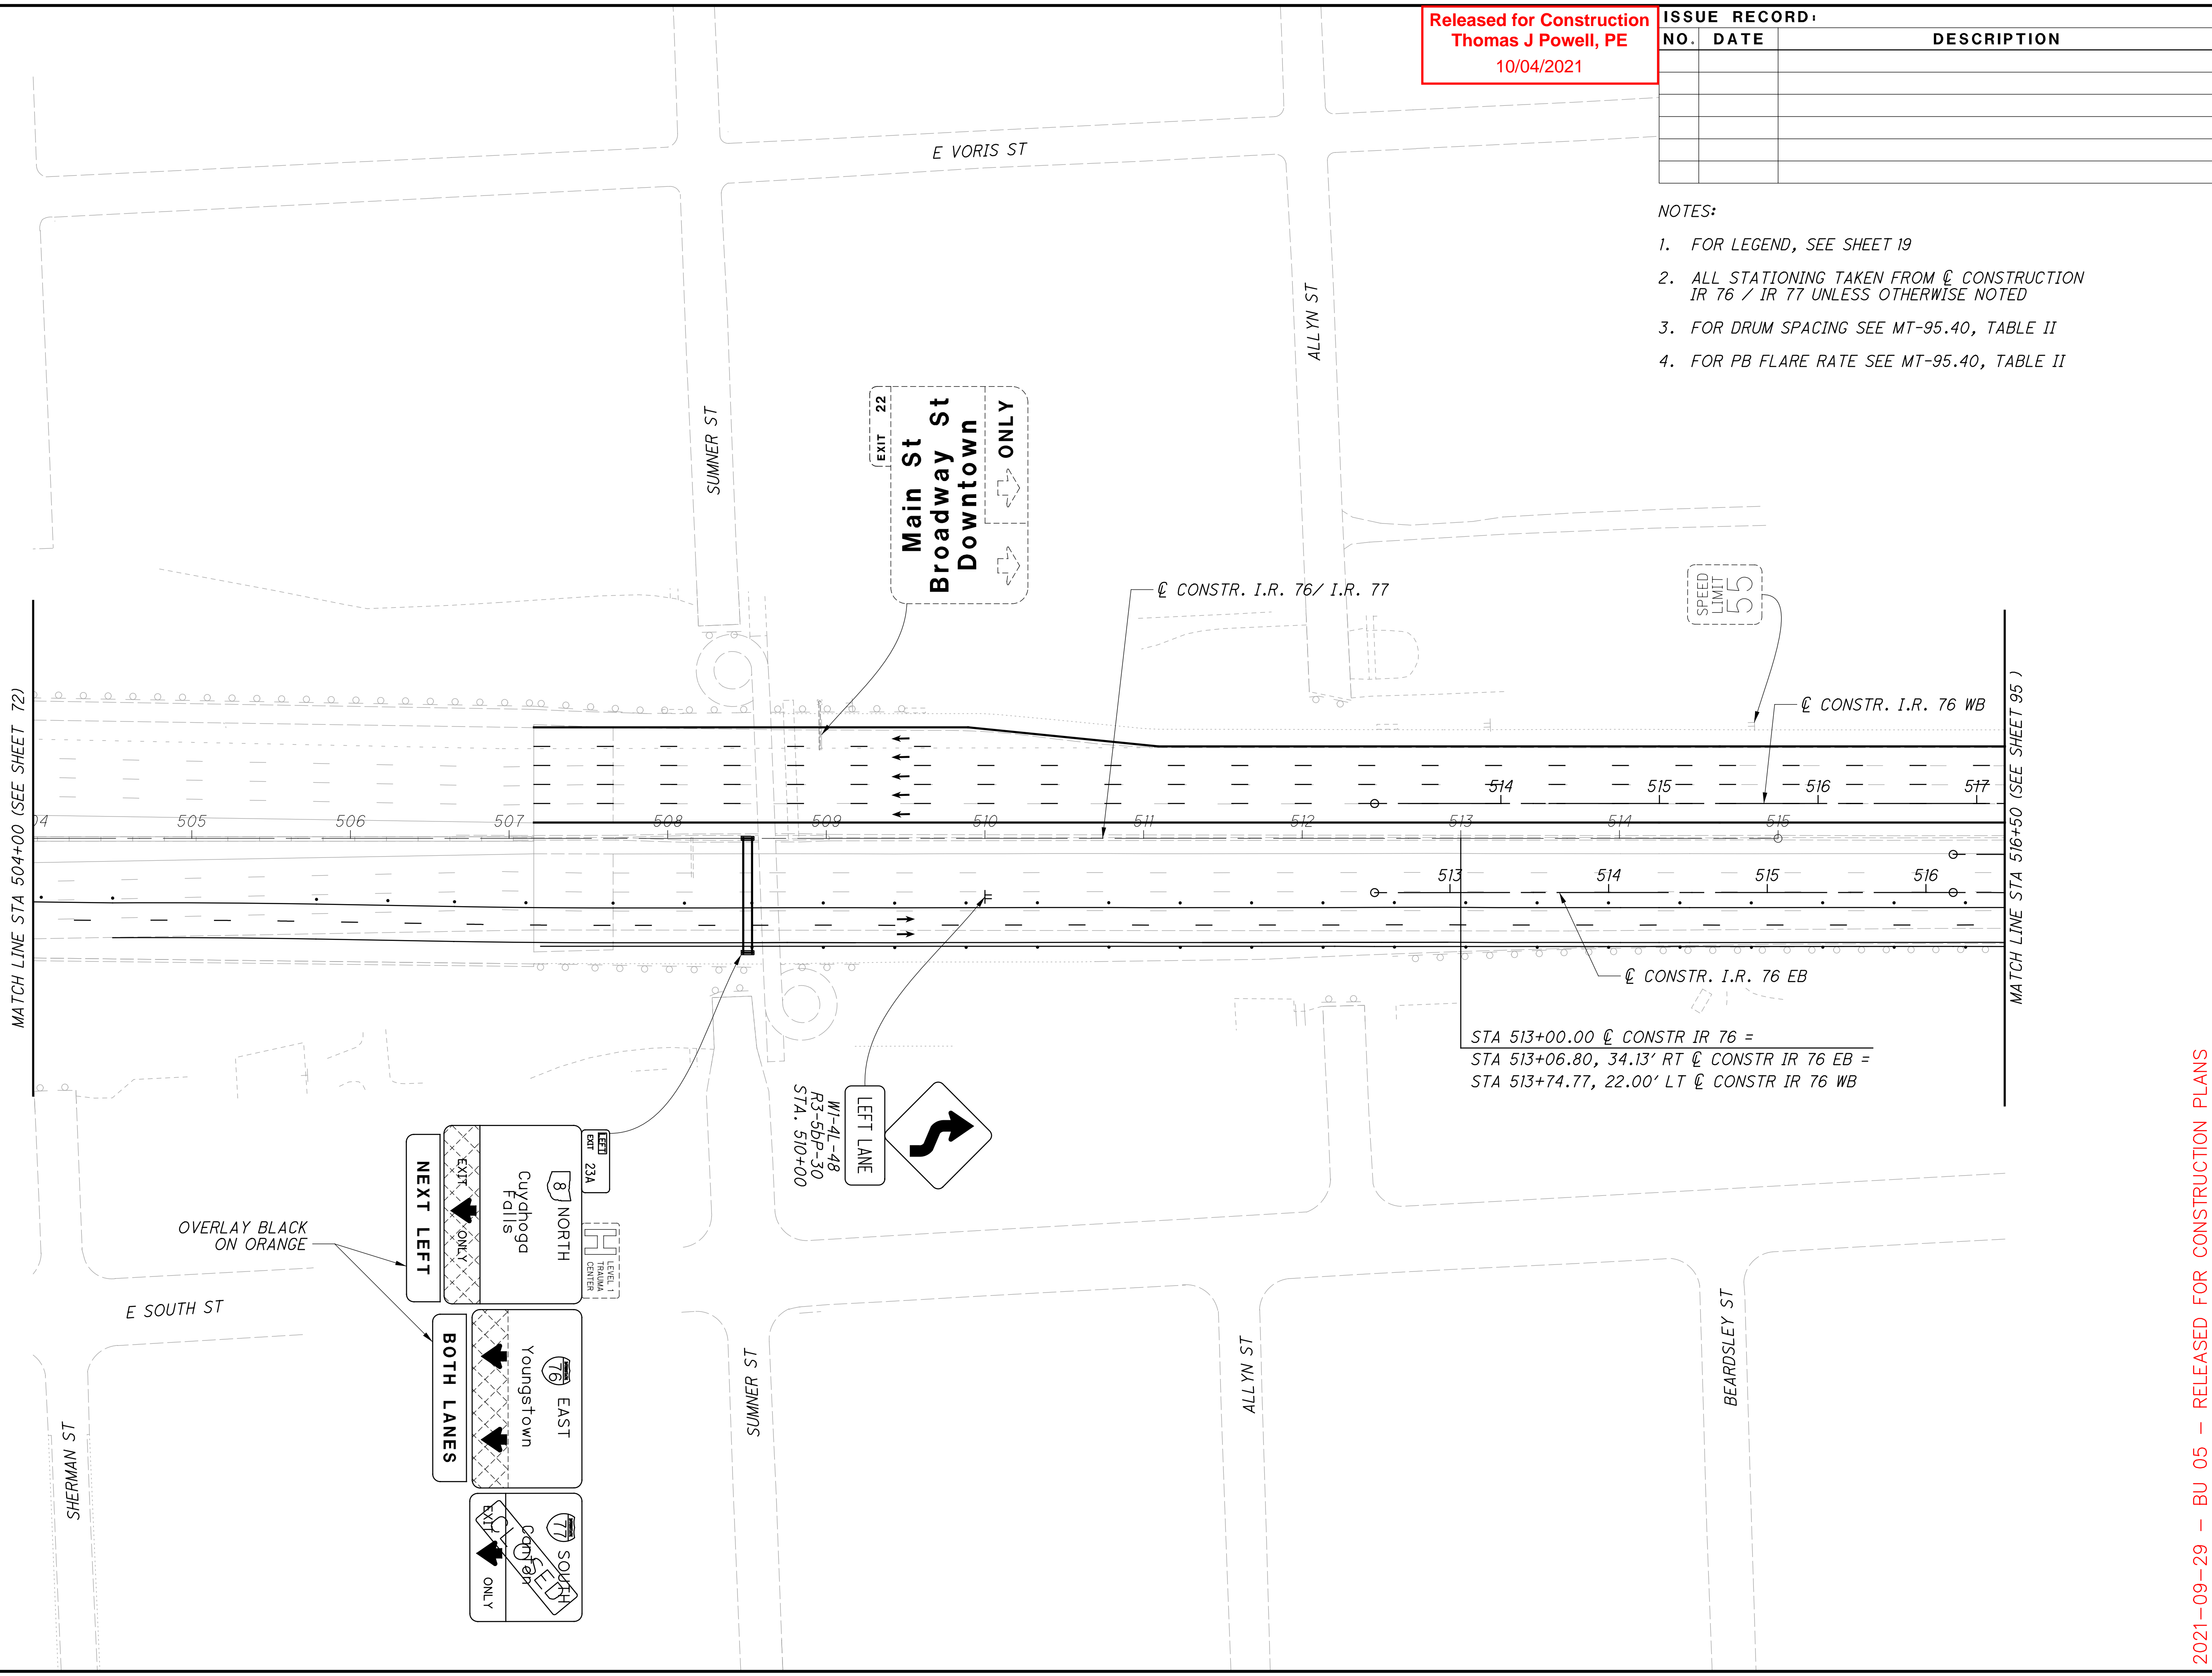 Released for Construction
Thomas J Powell, PE
10/04/2021
ISSUE RECORD:
NO. DATE DESCRIPTION
NOTES:
1. FOR LEGEND, SEE SHEET 19
2. ALL STATIONING TAKEN FROM ℄ CONSTRUCTION
IR 76 / IR 77 UNLESS OTHERWISE NOTED
3. FOR DRUM SPACING SEE MT-95.40, TABLE II
4. FOR PB FLARE RATE SEE MT-95.40, TABLE II
E VORIS ST
SUMNER ST
ALLYN ST
EXIT 22
Main St
Broadway St
Downtown
ONLY
℄ CONSTR. I.R. 76/ I.R. 77
SPEED
LIMIT
55
℄ CONSTR. I.R. 76 WB
MATCH LINE STA 504+00 (SEE SHEET 72)
MATCH LINE STA 516+50 (SEE SHEET 95 )
514 515 516 517
04 505 506 507 508 509 510 511 512 513 514 515
513 514 515 516
℄ CONSTR. I.R. 76 EB
STA 513+00.00 ℄ CONSTR IR 76 =
STA 513+06.80, 34.13' RT ℄ CONSTR IR 76 EB =
STA 513+74.77, 22.00' LT ℄ CONSTR IR 76 WB
LEFT LANE
W1-4L-48
R3-5bP-30
STA. 510+00
LEFT
EXIT 23A
LEVEL 1
TRAUMA
CENTER
H
8 NORTH
Cuyahoga
Falls
EXIT ONLY
NEXT LEFT
OVERLAY BLACK
ON ORANGE
76 EAST
Youngstown
BOTH LANES
77 SOUTH
Canton
EXIT ONLY
CLOSED
E SOUTH ST
SHERMAN ST
SUMNER ST
ALLYN ST
BEARDSLEY ST
2021-09-29 - BU 05 - RELEASED FOR CONSTRUCTION PLANS